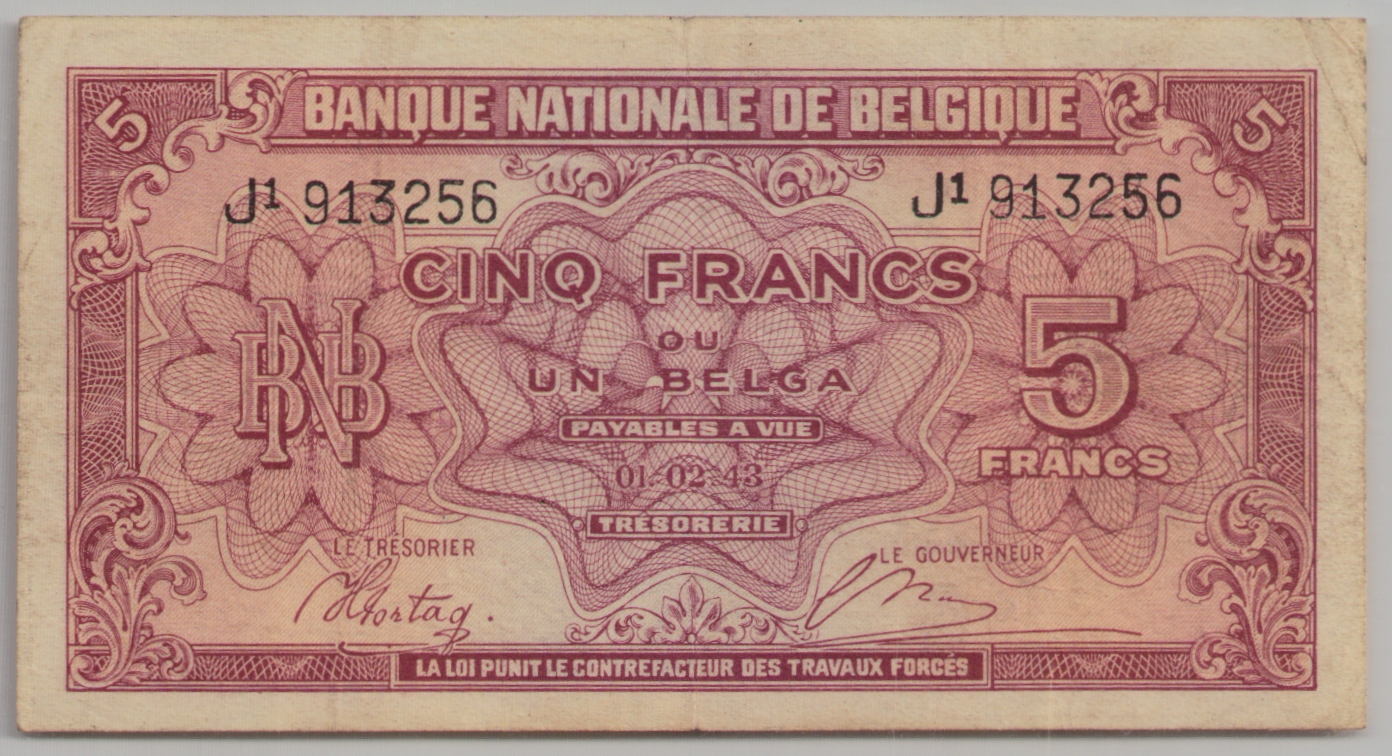 5 BANQUE NATIONALE DE BELGIQUE 5
J1 913256 J1 913256
CINQ FRANCS
OU
UN BELGA
BNB
5
FRANCS
PAYABLES A VUE
01-02-43
TRÉSORERIE
LE TRÉSORIER LE GOUVERNEUR
LA LOI PUNIT LE CONTREFACTEUR DES TRAVAUX FORCÉS